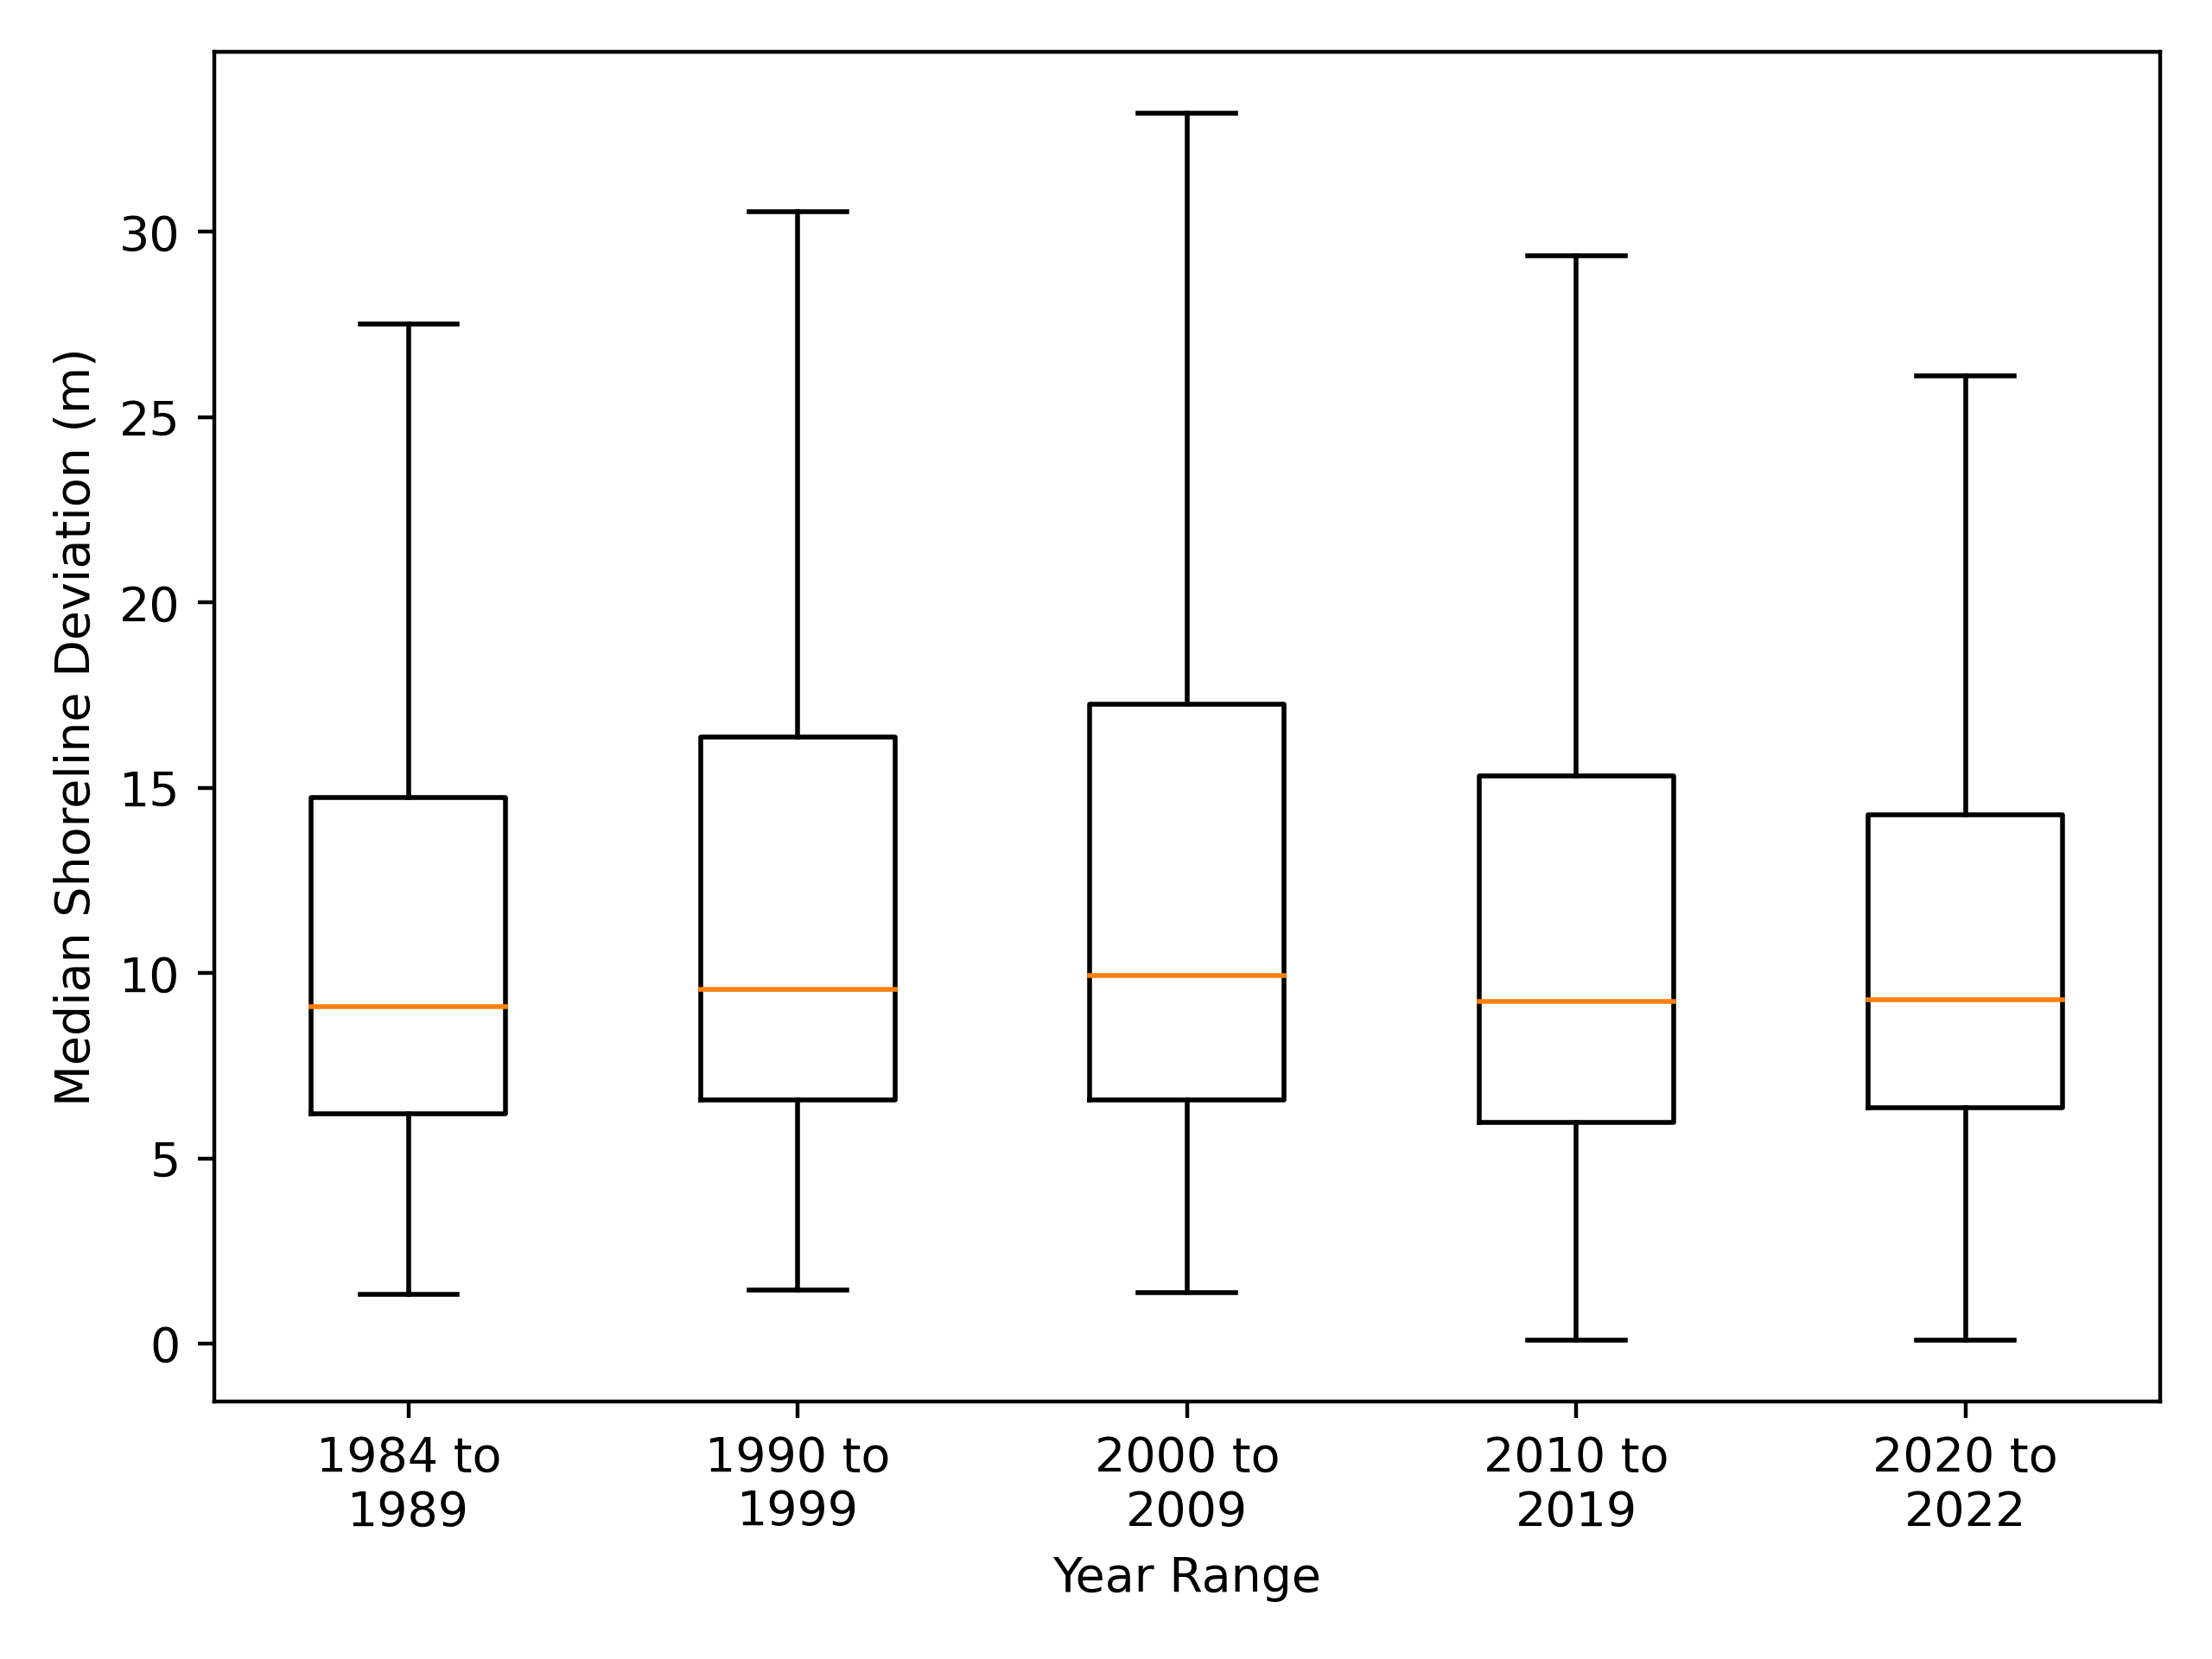 Median Shoreline Deviation (m)
30
25
20
15
10
5
0
1984 to
1989
1990 to
1999
2000 to
2009
2010 to
2019
2020 to
2022
Year Range